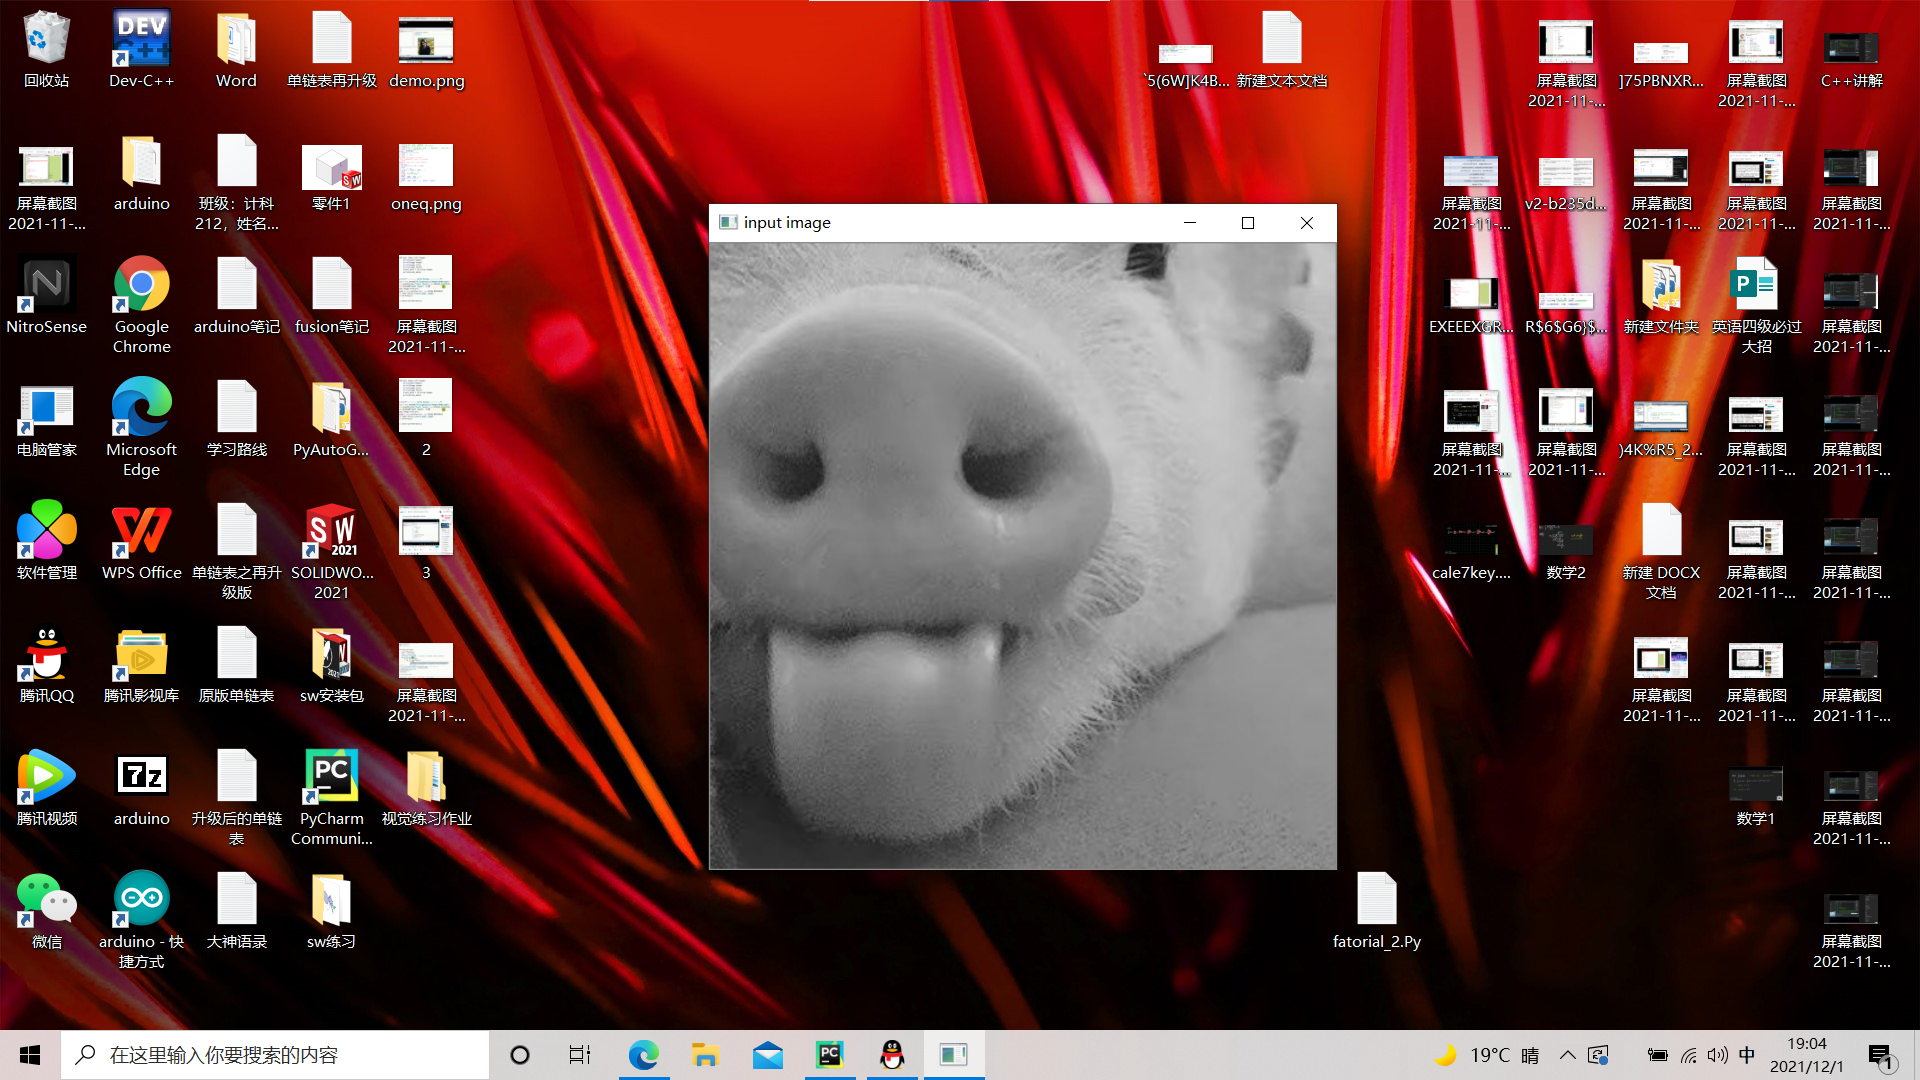 回收站
Dev-C++
Word
单链表再升级
demo.png
`5(6W]K4B...
新建文本文档
屏幕截图
2021-11-...
]75PBNXR...
屏幕截图
2021-11-...
C++讲解
屏幕截图
2021-11-...
arduino
班级：计科
212，姓名...
零件1
oneq.png
屏幕截图
2021-11-...
v2-b235d...
屏幕截图
2021-11-...
屏幕截图
2021-11-...
屏幕截图
2021-11-...
input image
NitroSense
Google
Chrome
arduino笔记
fusion笔记
屏幕截图
2021-11-...
EXEEEXGR...
R$6$G6}$...
新建文件夹
英语四级必过
大招
屏幕截图
2021-11-...
电脑管家
Microsoft
Edge
学习路线
PyAutoG...
2
屏幕截图
2021-11-...
屏幕截图
2021-11-...
)4K%R5_2...
屏幕截图
2021-11-...
屏幕截图
2021-11-...
软件管理
WPS Office
单链表之再升
级版
SOLIDWO...
2021
3
cale7key....
数学2
新建 DOCX
文档
屏幕截图
2021-11-...
屏幕截图
2021-11-...
腾讯QQ
腾讯影视库
原版单链表
sw安装包
屏幕截图
2021-11-...
屏幕截图
2021-11-...
屏幕截图
2021-11-...
屏幕截图
2021-11-...
腾讯视频
arduino
升级后的单链
表
PyCharm
Communi...
视觉练习作业
数学1
屏幕截图
2021-11-...
微信
arduino - 快
捷方式
大神语录
sw练习
fatorial_2.Py
屏幕截图
2021-11-...
在这里输入你要搜索的内容
19°C 晴
中
19:04
2021/12/1
1